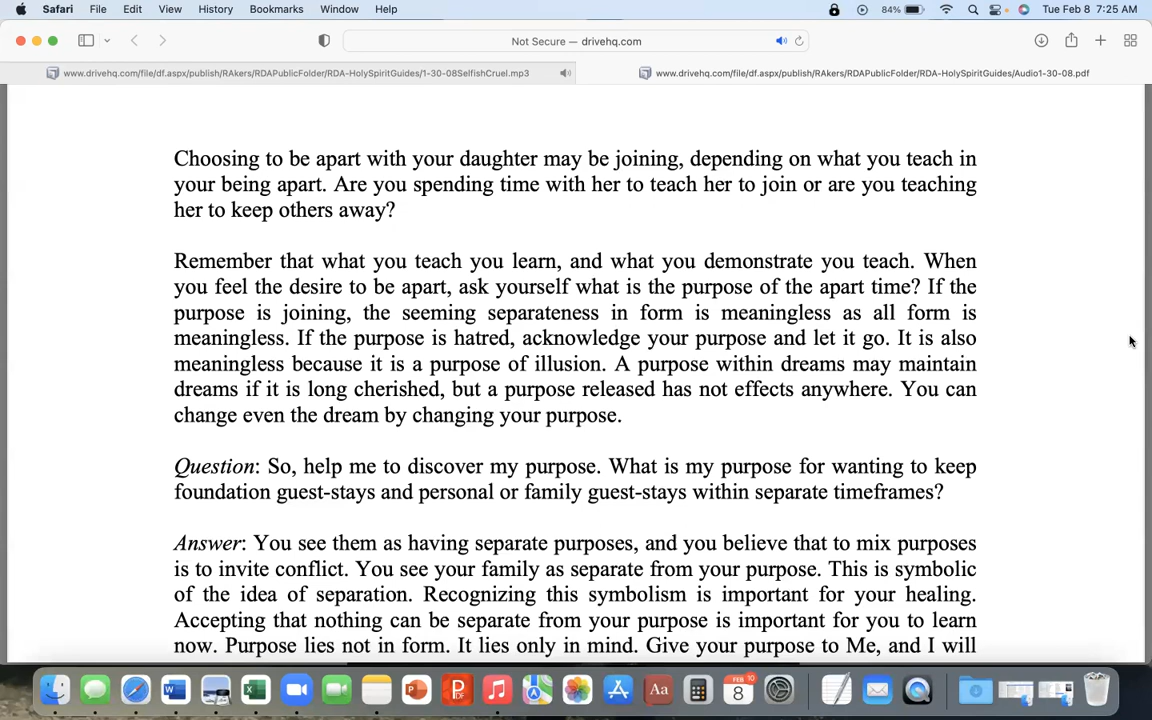 Safari File Edit View History Bookmarks Window Help 84% Tue Feb 8 7:25 AM
Not Secure — drivehq.com
www.drivehq.com/file/df.aspx/publish/RAkers/RDAPublicFolder/RDA-HolySpiritGuides/1-30-08SelfishCruel.mp3 www.drivehq.com/file/df.aspx/publish/RAkers/RDAPublicFolder/RDA-HolySpiritGuides/Audio1-30-08.pdf
Choosing to be apart with your daughter may be joining, depending on what you teach in
your being apart. Are you spending time with her to teach her to join or are you teaching
her to keep others away?
Remember that what you teach you learn, and what you demonstrate you teach. When
you feel the desire to be apart, ask yourself what is the purpose of the apart time? If the
purpose is joining, the seeming separateness in form is meaningless as all form is
meaningless. If the purpose is hatred, acknowledge your purpose and let it go. It is also
meaningless because it is a purpose of illusion. A purpose within dreams may maintain
dreams if it is long cherished, but a purpose released has not effects anywhere. You can
change even the dream by changing your purpose.
Question: So, help me to discover my purpose. What is my purpose for wanting to keep
foundation guest-stays and personal or family guest-stays within separate timeframes?
Answer: You see them as having separate purposes, and you believe that to mix purposes
is to invite conflict. You see your family as separate from your purpose. This is symbolic
of the idea of separation. Recognizing this symbolism is important for your healing.
Accepting that nothing can be separate from your purpose is important for you to learn
now. Purpose lies not in form. It lies only in mind. Give your purpose to Me, and I will
FEB 8
Aa